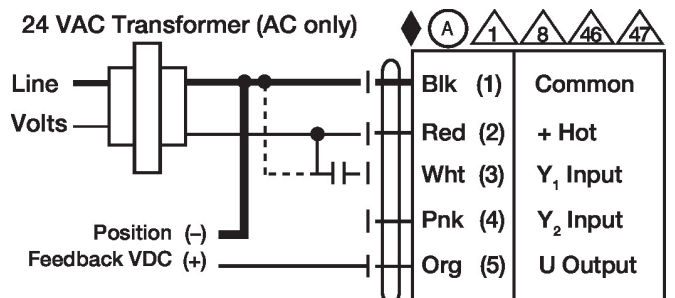 24 VAC Transformer (AC only)
A 1 8 46 47
Line
Volts
Blk (1) Common
Red (2) + Hot
Wht (3) Y₁ Input
Pnk (4) Y₂ Input
Org (5) U Output
Position (–)
Feedback VDC (+)